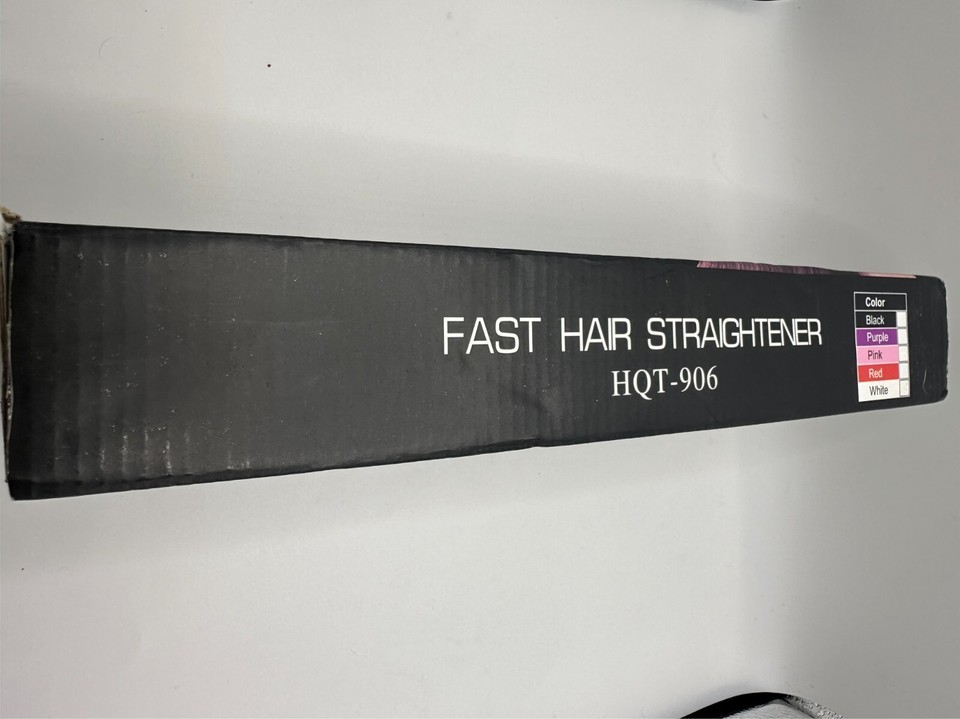 FAST HAIR STRAIGHTENER
HQT-906
Color
Black
Purple
Pink
Red
White